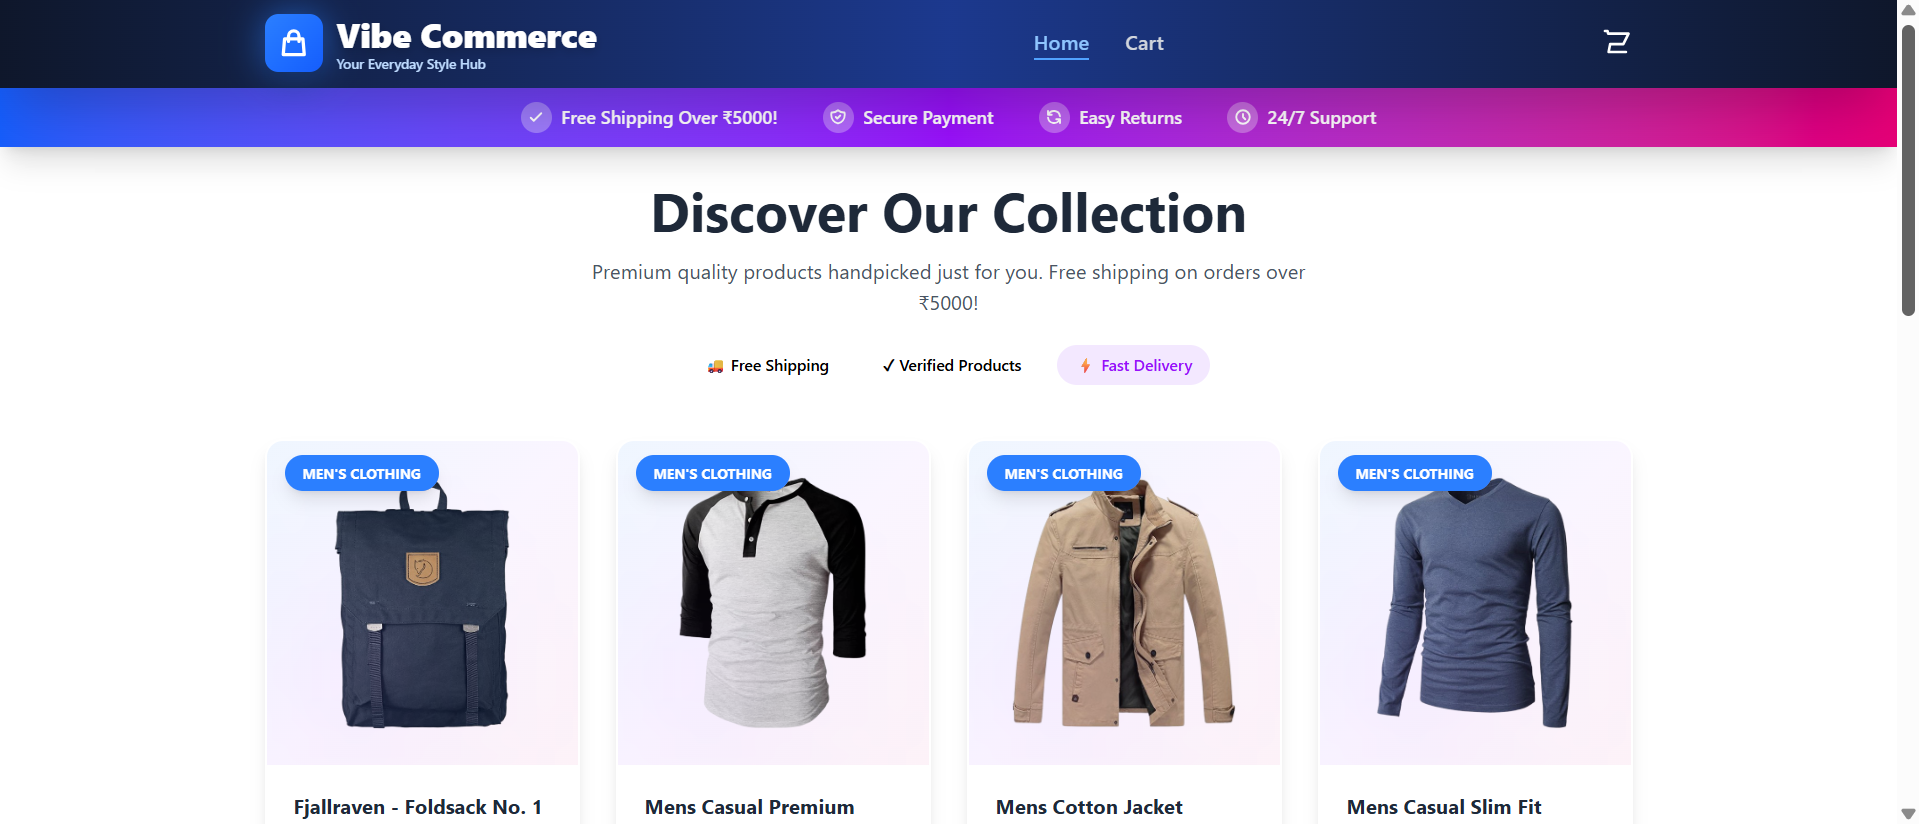 Vibe Commerce
Your Everyday Style Hub
Home
Cart
Free Shipping Over ₹5000!
Secure Payment
Easy Returns
24/7 Support
Discover Our Collection
Premium quality products handpicked just for you. Free shipping on orders over
₹5000!
🚚 Free Shipping
✓ Verified Products
⚡ Fast Delivery
MEN'S CLOTHING
MEN'S CLOTHING
MEN'S CLOTHING
MEN'S CLOTHING
Fjallraven - Foldsack No. 1
Mens Casual Premium
Mens Cotton Jacket
Mens Casual Slim Fit